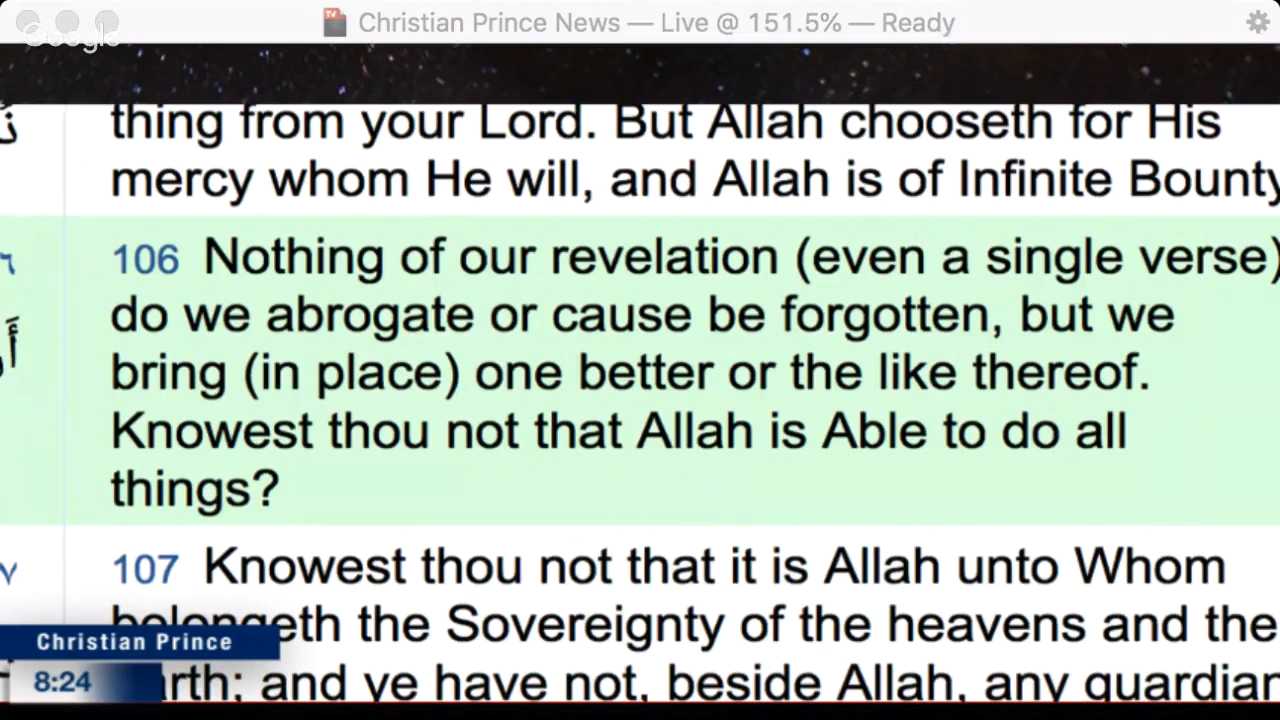 Christian Prince News — Live @ 151.5% — Ready
Google
thing from your Lord. But Allah chooseth for His
mercy whom He will, and Allah is of Infinite Bounty
106 Nothing of our revelation (even a single verse)
do we abrogate or cause be forgotten, but we
bring (in place) one better or the like thereof.
Knowest thou not that Allah is Able to do all
things?
107 Knowest thou not that it is Allah unto Whom
belongeth the Sovereignty of the heavens and the
earth; and ye have not, beside Allah, any guardian
Christian Prince
8:24